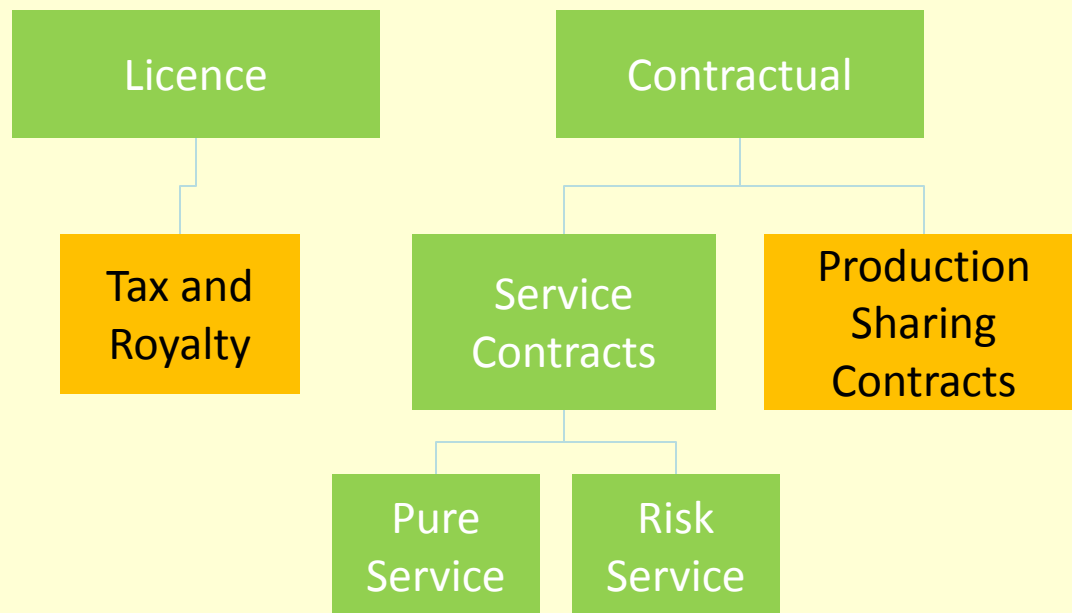 Licence
Contractual
Tax and
Royalty
Service
Contracts
Production
Sharing
Contracts
Pure
Service
Risk
Service